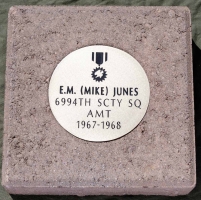 E.M. (MIKE) JUNES
6994TH SCTY SQ
AMT
1967-1968